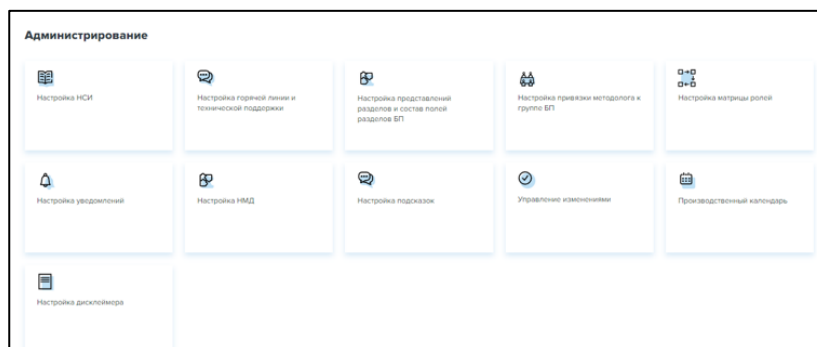 Администрирование
Настройка НСИ
Настройка горячей линии и
технической поддержки
Настройка представлений
разделов и состав полей
разделов БП
Настройка привязки методолога к
группе БП
Настройка матрицы ролей
Настройка уведомлений
Настройка НМД
Настройка подсказок
Управление изменениями
Производственный календарь
Настройка дисклеймера